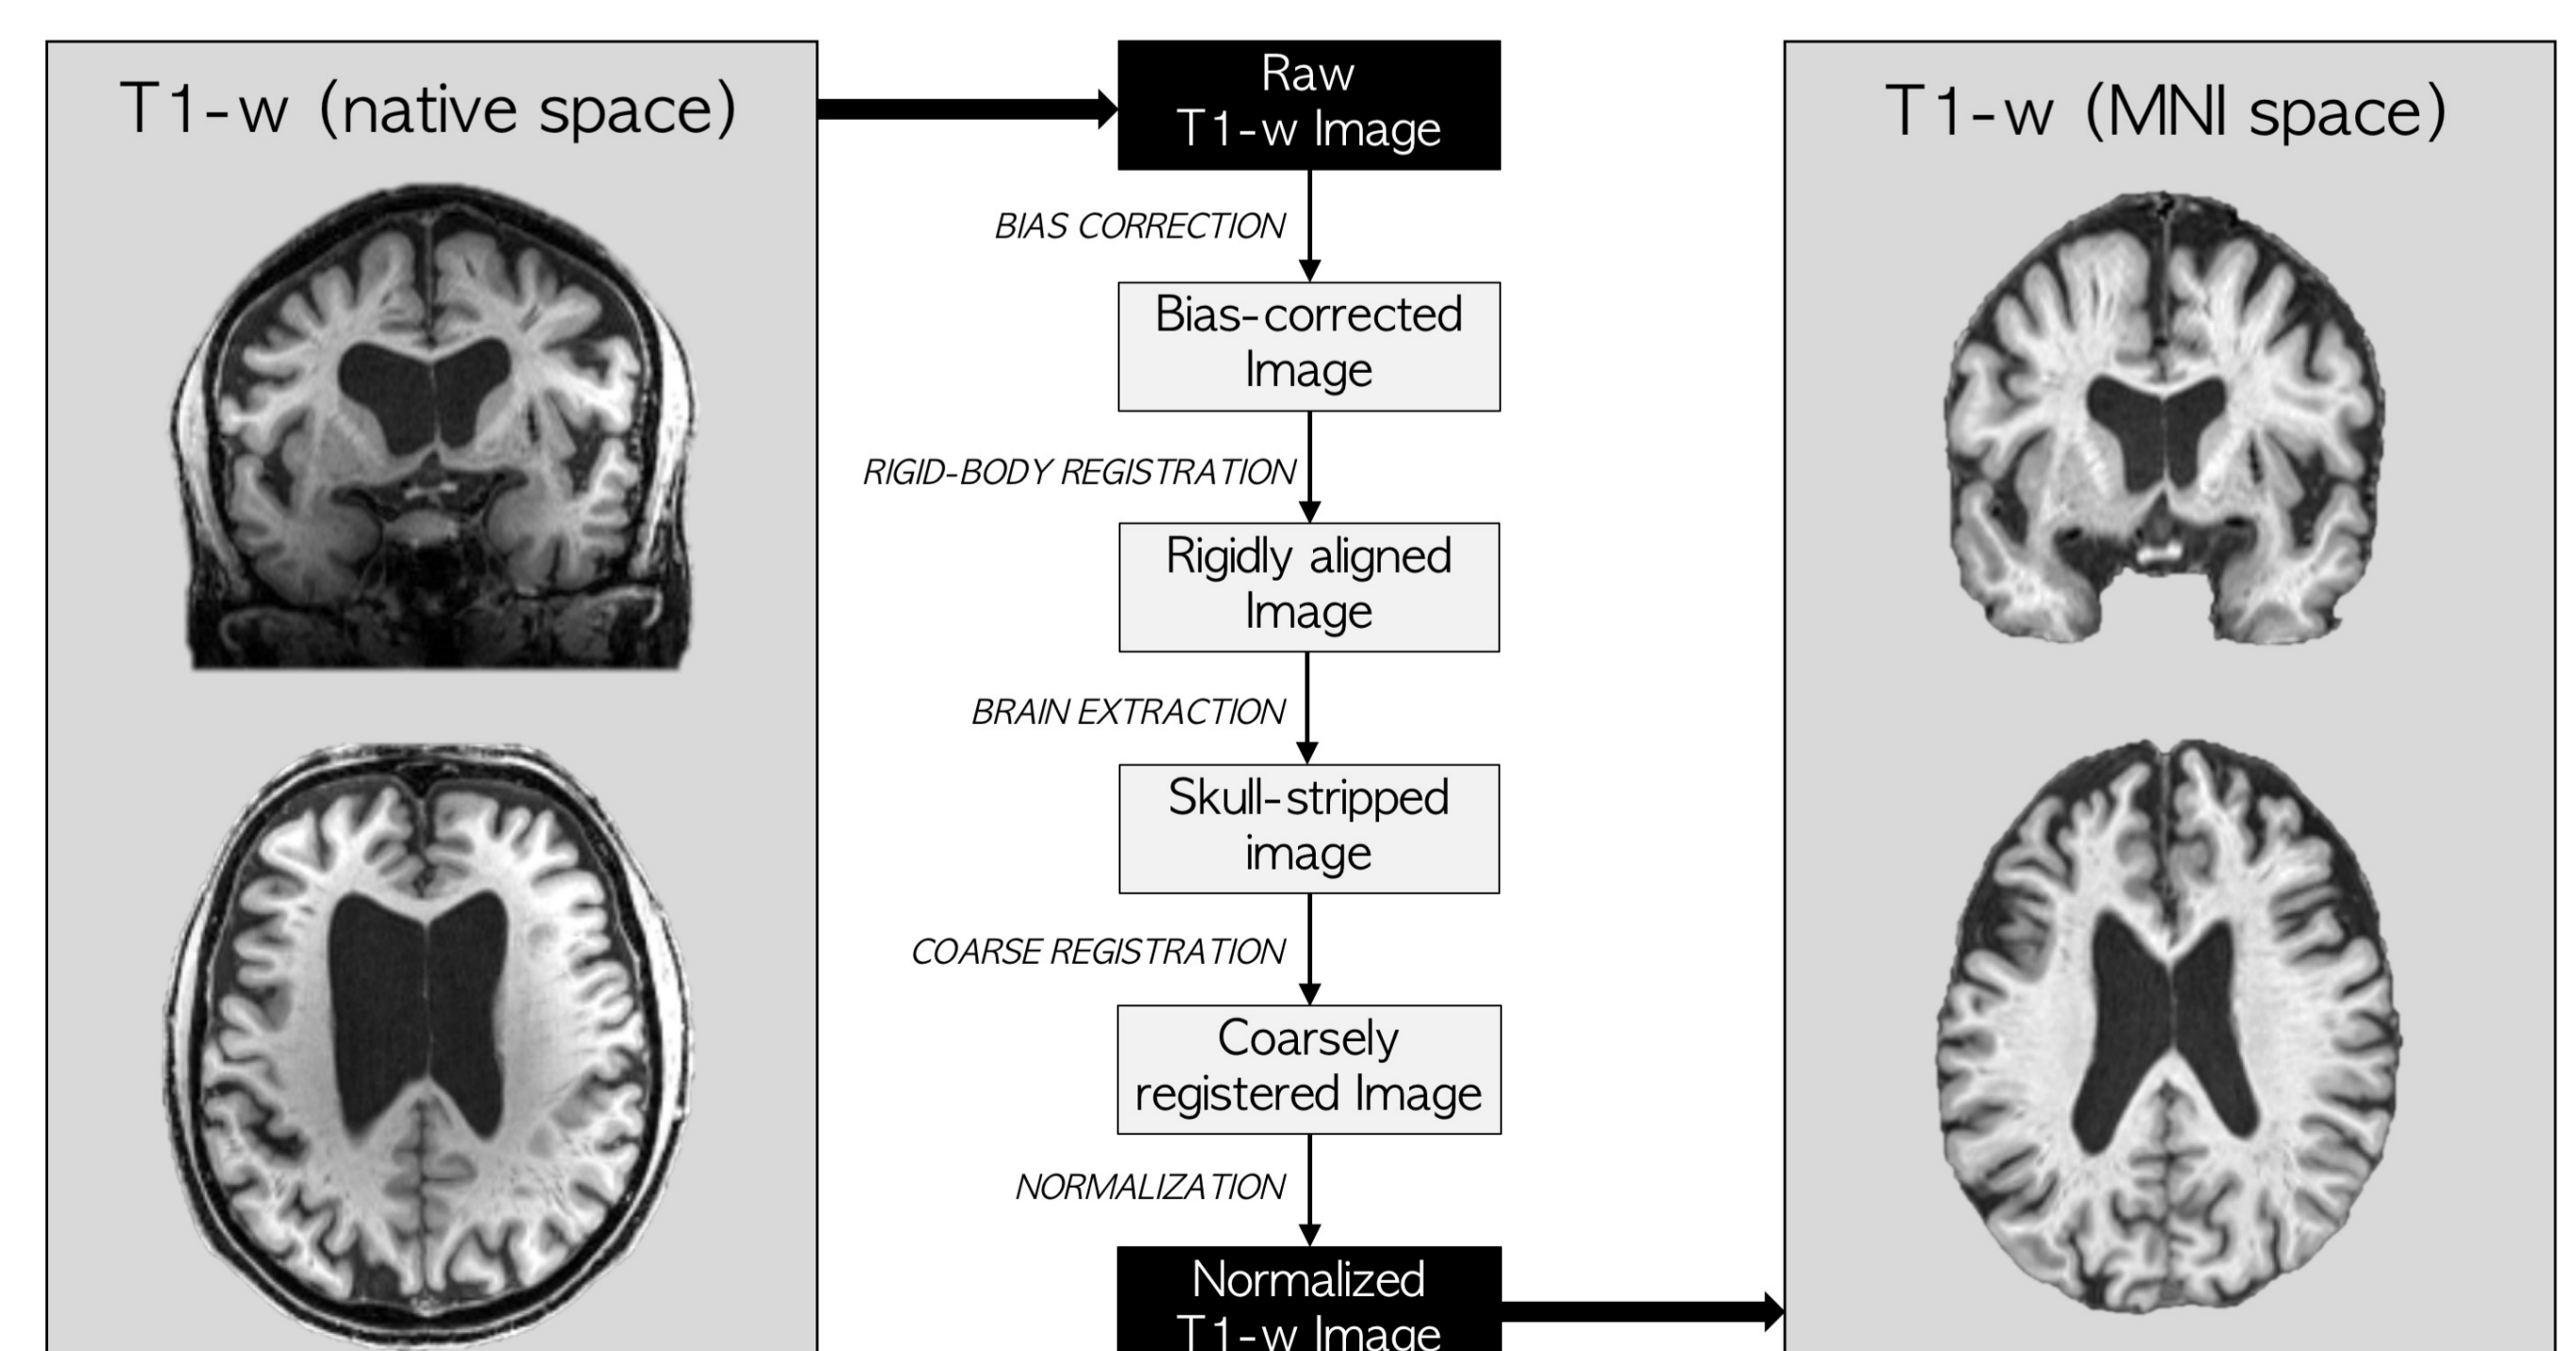 T1-w (native space)
Raw
T1-w Image
BIAS CORRECTION
Bias-corrected
Image
RIGID-BODY REGISTRATION
Rigidly aligned
Image
BRAIN EXTRACTION
Skull-stripped
image
COARSE REGISTRATION
Coarsely
registered Image
NORMALIZATION
Normalized
T1-w Image
T1-w (MNI space)